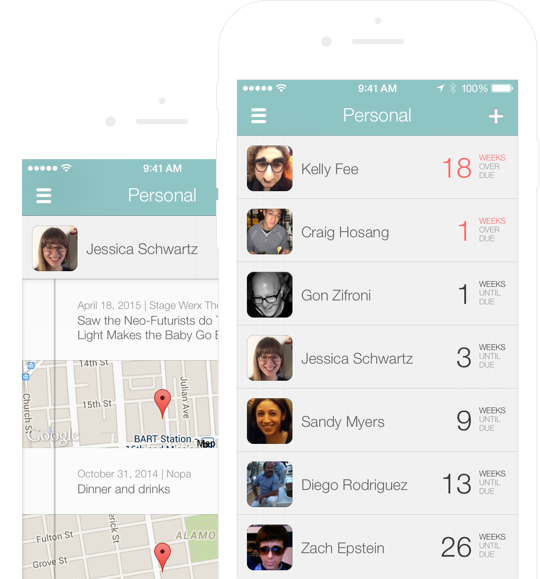 9:41 AM
Personal
Jessica Schwartz
April 18, 2015 | Stage Werx The
Saw the Neo-Futurists do T
Light Makes the Baby Go B
14th St
15th St
Julian Ave
Church St
Google
BART Station -
16th
Map
October 31, 2014 | Nopa
Dinner and drinks
Fulton St
Grove St
ALAMO
9:41 AM
100%
Personal
Kelly Fee
18 WEEKS
OVER
DUE
Craig Hosang
1 WEEKS
OVER
DUE
Gon Zifroni
1 WEEKS
UNTIL
DUE
Jessica Schwartz
3 WEEKS
UNTIL
DUE
Sandy Myers
9 WEEKS
UNTIL
DUE
Diego Rodriguez
13 WEEKS
UNTIL
DUE
Zach Epstein
26 WEEKS
UNTIL
DUE